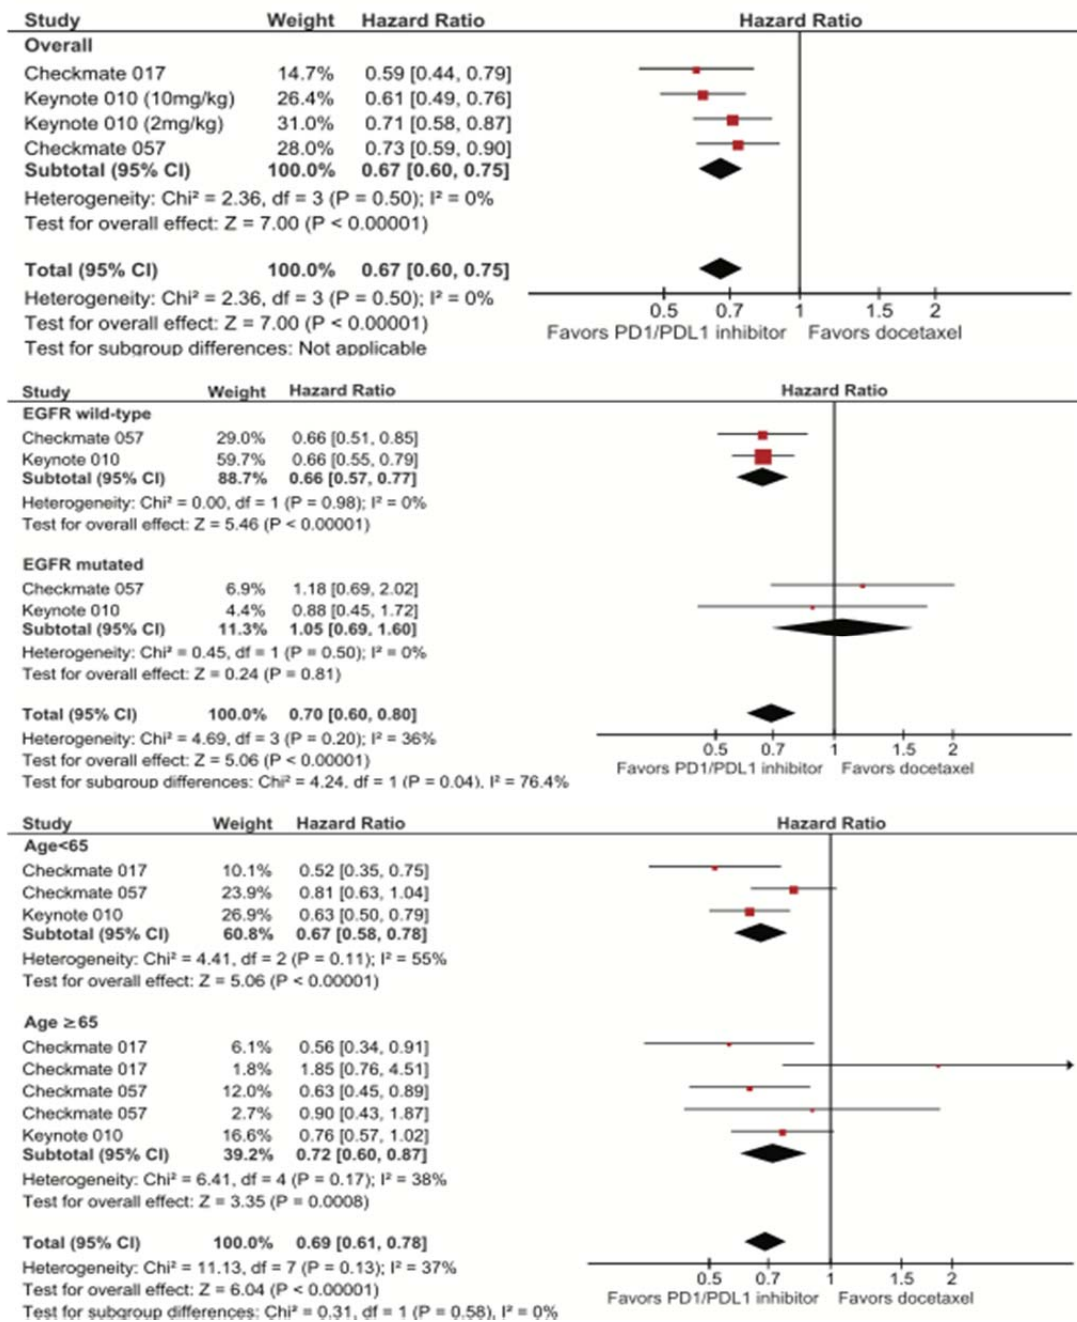 Study Weight Hazard Ratio Hazard Ratio
Overall
Checkmate 017 14.7% 0.59 [0.44, 0.79]
Keynote 010 (10mg/kg) 26.4% 0.61 [0.49, 0.76]
Keynote 010 (2mg/kg) 31.0% 0.71 [0.58, 0.87]
Checkmate 057 28.0% 0.73 [0.59, 0.90]
Subtotal (95% CI) 100.0% 0.67 [0.60, 0.75]
Heterogeneity: Chi² = 2.36, df = 3 (P = 0.50); I² = 0%
Test for overall effect: Z = 7.00 (P < 0.00001)
Total (95% CI) 100.0% 0.67 [0.60, 0.75]
Heterogeneity: Chi² = 2.36, df = 3 (P = 0.50); I² = 0%
0.5 0.7 1 1.5 2
Test for overall effect: Z = 7.00 (P < 0.00001)
Favors PD1/PDL1 inhibitor Favors docetaxel
Test for subgroup differences: Not applicable
Study Weight Hazard Ratio Hazard Ratio
EGFR wild-type
Checkmate 057 29.0% 0.66 [0.51, 0.85]
Keynote 010 59.7% 0.66 [0.55, 0.79]
Subtotal (95% CI) 88.7% 0.66 [0.57, 0.77]
Heterogeneity: Chi² = 0.00, df = 1 (P = 0.98); I² = 0%
Test for overall effect: Z = 5.46 (P < 0.00001)
EGFR mutated
Checkmate 057 6.9% 1.18 [0.69, 2.02]
Keynote 010 4.4% 0.88 [0.45, 1.72]
Subtotal (95% CI) 11.3% 1.05 [0.69, 1.60]
Heterogeneity: Chi² = 0.45, df = 1 (P = 0.50); I² = 0%
Test for overall effect: Z = 0.24 (P = 0.81)
Total (95% CI) 100.0% 0.70 [0.60, 0.80]
Heterogeneity: Chi² = 4.69, df = 3 (P = 0.20); I² = 36%
0.5 0.7 1 1.5 2
Test for overall effect: Z = 5.06 (P < 0.00001)
Favors PD1/PDL1 inhibitor Favors docetaxel
Test for subgroup differences: Chi² = 4.24, df = 1 (P = 0.04), I² = 76.4%
Study Weight Hazard Ratio Hazard Ratio
Age<65
Checkmate 017 10.1% 0.52 [0.35, 0.75]
Checkmate 057 23.9% 0.81 [0.63, 1.04]
Keynote 010 26.9% 0.63 [0.50, 0.79]
Subtotal (95% CI) 60.8% 0.67 [0.58, 0.78]
Heterogeneity: Chi² = 4.41, df = 2 (P = 0.11); I² = 55%
Test for overall effect: Z = 5.06 (P < 0.00001)
Age ≥65
Checkmate 017 6.1% 0.56 [0.34, 0.91]
Checkmate 017 1.8% 1.85 [0.76, 4.51]
Checkmate 057 12.0% 0.63 [0.45, 0.89]
Checkmate 057 2.7% 0.90 [0.43, 1.87]
Keynote 010 16.6% 0.76 [0.57, 1.02]
Subtotal (95% CI) 39.2% 0.72 [0.60, 0.87]
Heterogeneity: Chi² = 6.41, df = 4 (P = 0.17); I² = 38%
Test for overall effect: Z = 3.35 (P = 0.0008)
Total (95% CI) 100.0% 0.69 [0.61, 0.78]
Heterogeneity: Chi² = 11.13, df = 7 (P = 0.13); I² = 37%
0.5 0.7 1 1.5 2
Test for overall effect: Z = 6.04 (P < 0.00001)
Favors PD1/PDL1 inhibitor Favors docetaxel
Test for subgroup differences: Chi² = 0.31, df = 1 (P = 0.58), I² = 0%